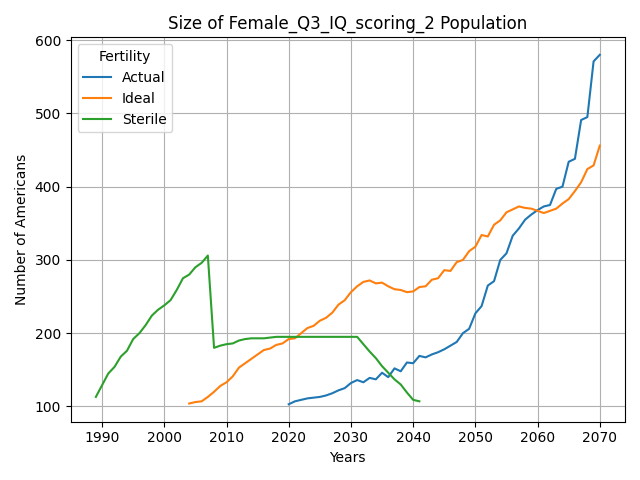 Size of Female_Q3_IQ_scoring_2 Population
Fertility
Actual
Ideal
Sterile
Number of Americans
600
500
400
300
200
100
1990 2000 2010 2020 2030 2040 2050 2060 2070
Years